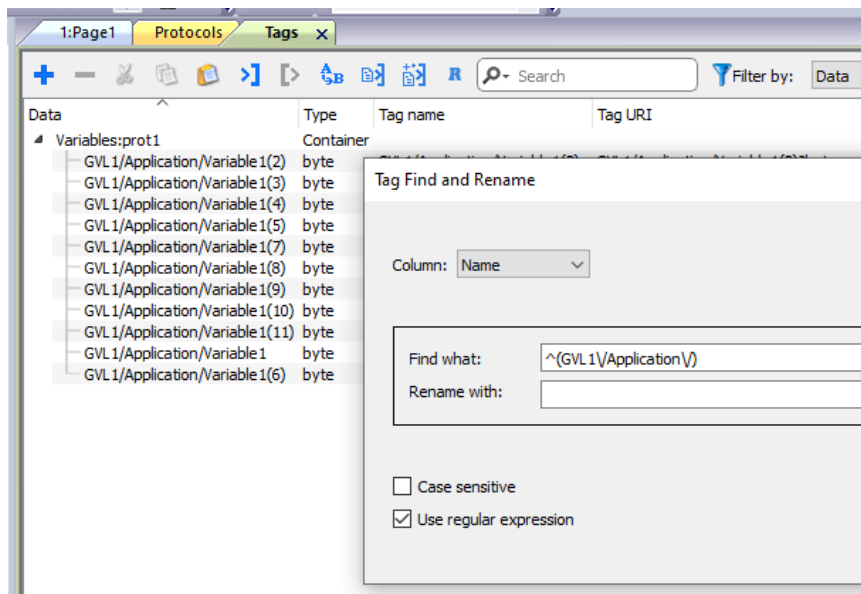 1:Page1 Protocols Tags X
R Search Filter by: Data
Data Type Tag name Tag URI
Variables:prot1 Container
GVL1/Application/Variable1(2) byte
GVL1/Application/Variable1(3) byte
GVL1/Application/Variable1(4) byte
GVL1/Application/Variable1(5) byte
GVL1/Application/Variable1(7) byte
GVL1/Application/Variable1(8) byte
GVL1/Application/Variable1(9) byte
GVL1/Application/Variable1(10) byte
GVL1/Application/Variable1(11) byte
GVL1/Application/Variable1 byte
GVL1/Application/Variable1(6) byte
Tag Find and Rename
Column: Name
Find what: ^(GVL1\/Application\/)
Rename with:
Case sensitive
Use regular expression